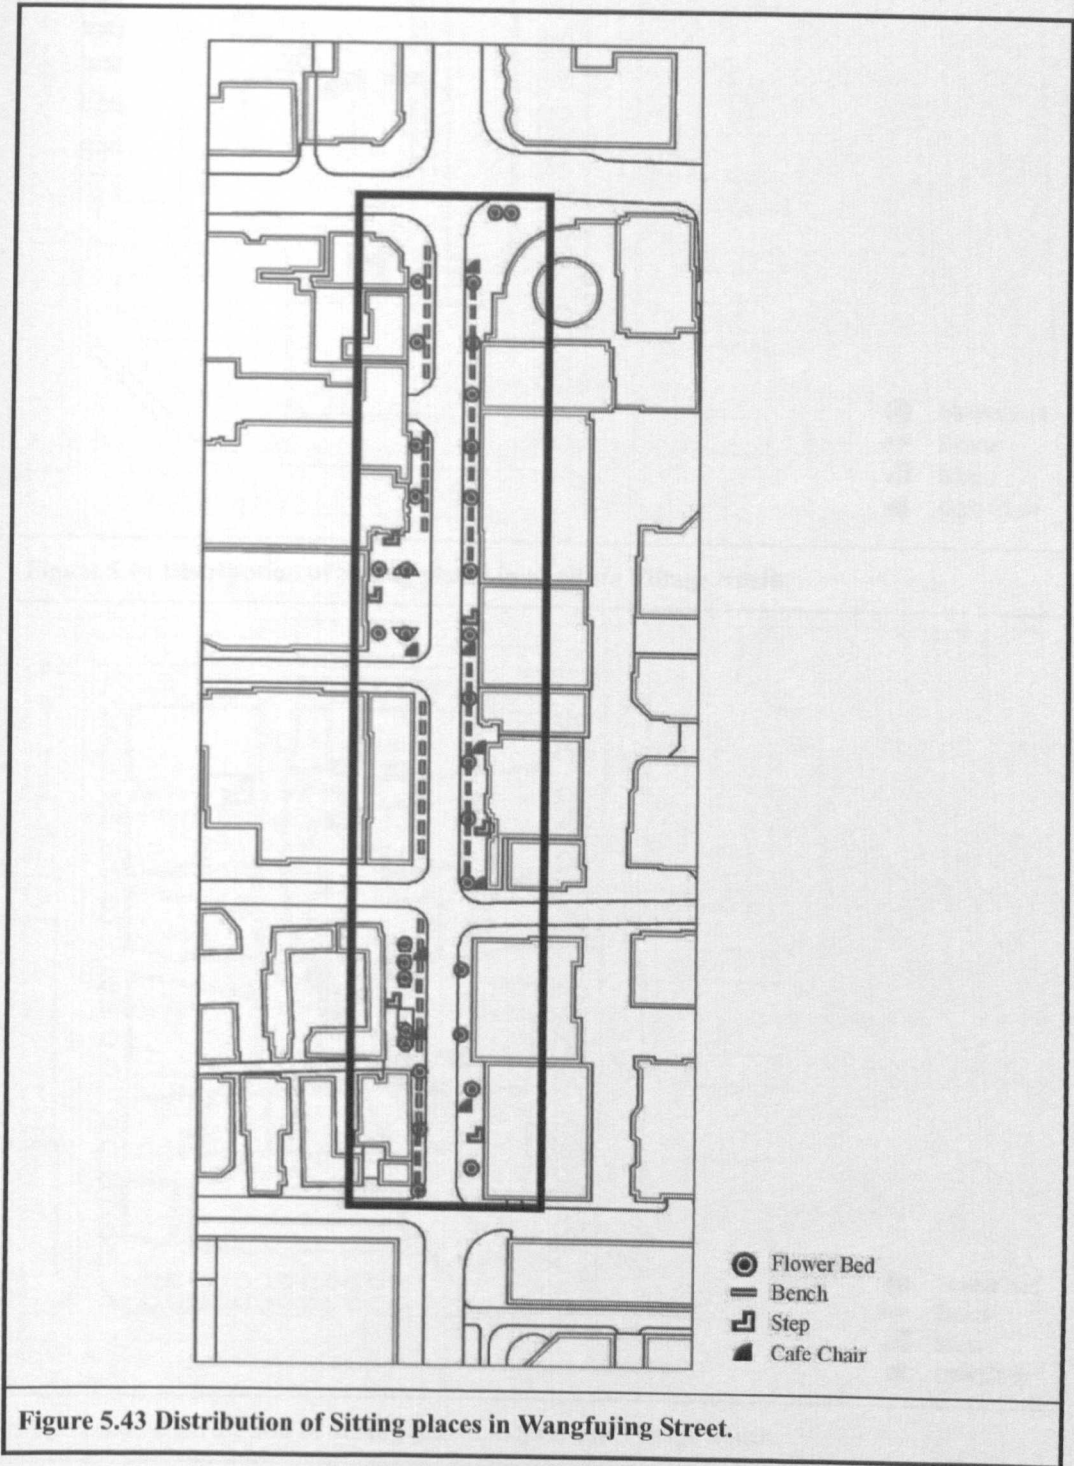 Flower Bed
Bench
Step
Cafe Chair
Figure 5.43 Distribution of Sitting places in Wangfujing Street.